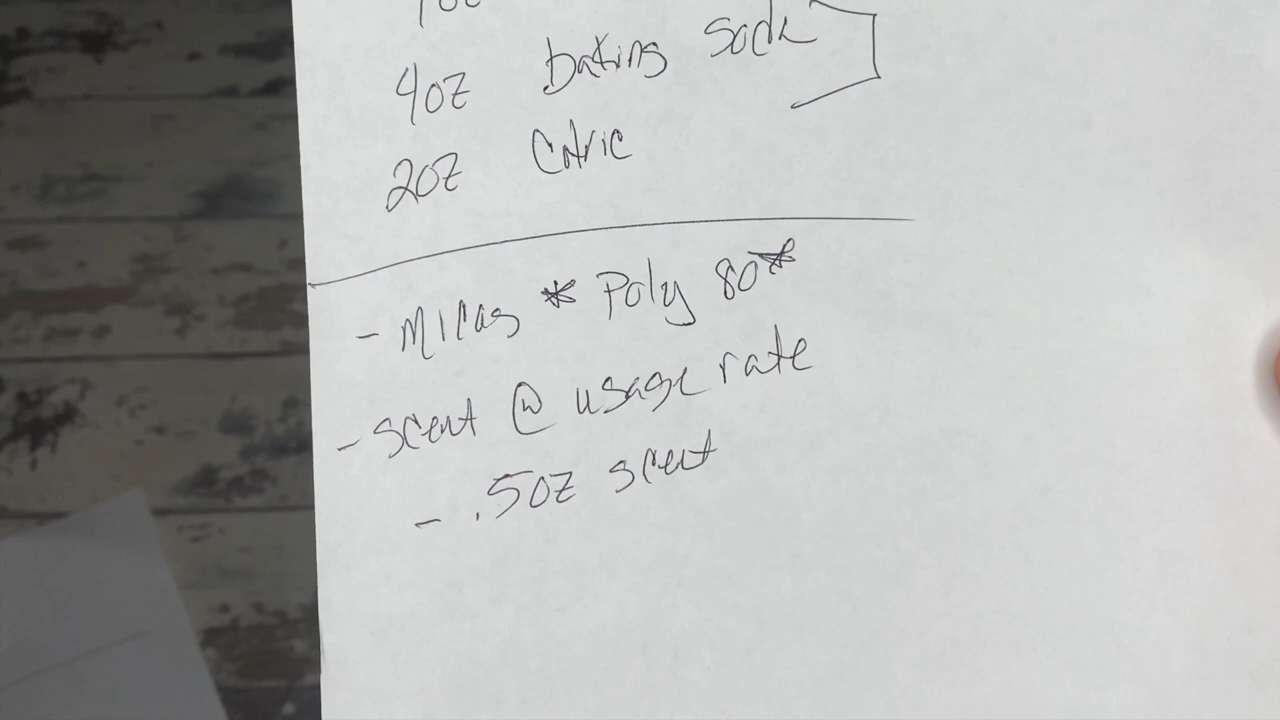 4oz baking soda
2oz Citric
- Micas * Poly 80*
- scent @ usage rate
- .5oz scent